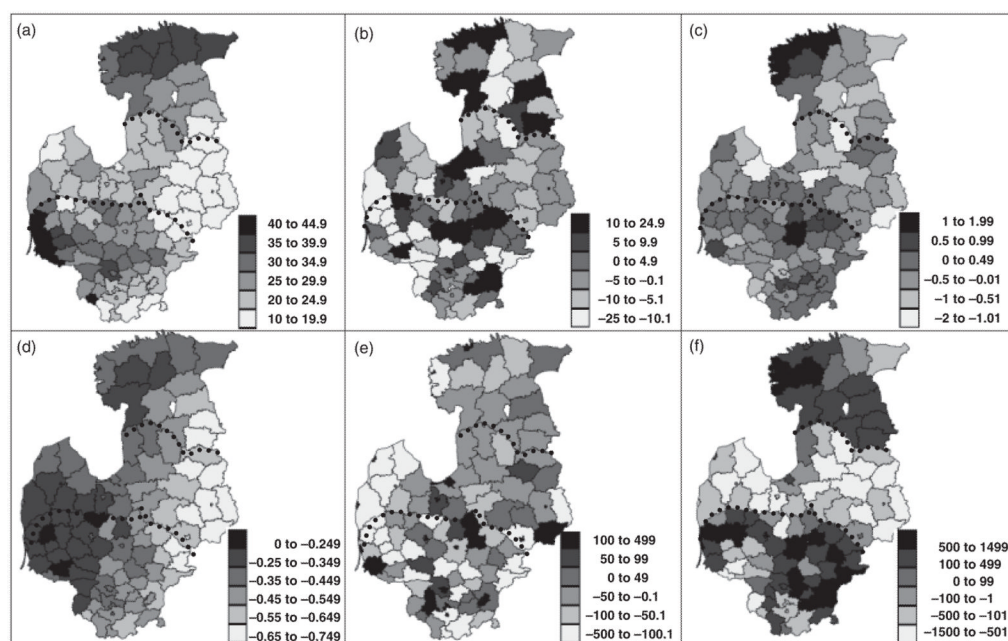 (a)
40 to 44.9
35 to 39.9
30 to 34.9
25 to 29.9
20 to 24.9
10 to 19.9
(b)
10 to 24.9
5 to 9.9
0 to 4.9
−5 to −0.1
−10 to −5.1
−25 to −10.1
(c)
1 to 1.99
0.5 to 0.99
0 to 0.49
−0.5 to −0.01
−1 to −0.51
−2 to −1.01
(d)
0 to −0.249
−0.25 to −0.349
−0.35 to −0.449
−0.45 to −0.549
−0.55 to −0.649
−0.65 to −0.749
(e)
100 to 499
50 to 99
0 to 49
−50 to −0.1
−100 to −50.1
−500 to −100.1
(f)
500 to 1499
100 to 499
0 to 99
−100 to −1
−500 to −101
−1500 to −501